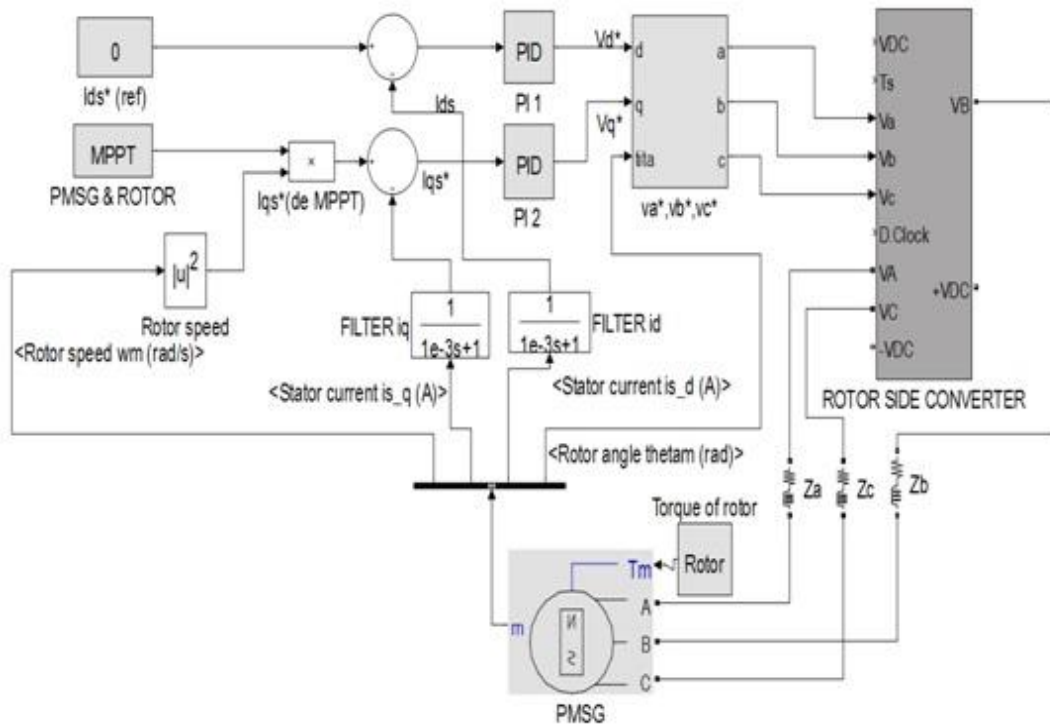 0
Ids* (ref)
+
-
Ids
PID
PI 1
Vd*
d
q
tita
a
b
c
va*,vb*,vc*
VDC
Ts
Va
Vb
Vc
D.Clock
VA
VC
-VDC
VB
+VDC
ROTOR SIDE CONVERTER
MPPT
PMSG & ROTOR
×
Iqs*(de MPPT)
+
-
Iqs*
PID
PI 2
Vq*
|u|²
Rotor speed
<Rotor speed wm (rad/s)>
FILTER iq
1
1e-3s+1
1
1e-3s+1
FILTER id
<Stator current is_q (A)>
<Stator current is_d (A)>
<Rotor angle thetam (rad)>
Za
Zc
Zb
Torque of rotor
Rotor
Tm
m
A
B
C
N
S
PMSG